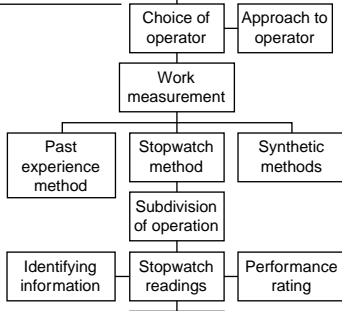 Choice of
operator
Approach to
operator
Work
measurement
Past
experience
method
Stopwatch
method
Synthetic
methods
Subdivision
of operation
Identifying
information
Stopwatch
readings
Performance
rating